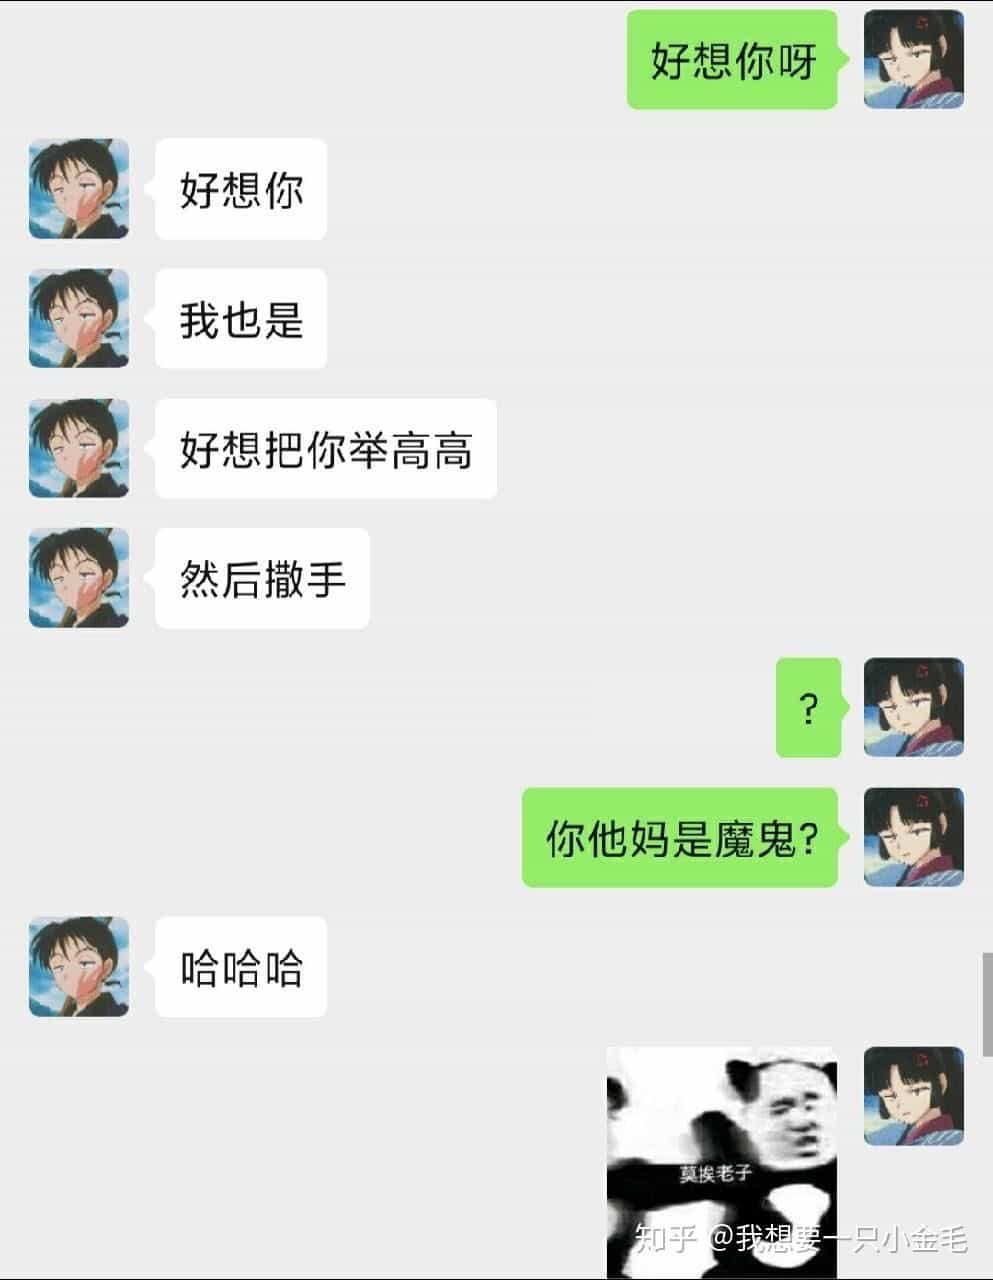 好想你呀
好想你
我也是
好想把你举高高
然后撒手
?
你他妈是魔鬼?
哈哈哈
莫挨老子
知乎 @我想要一只小金毛